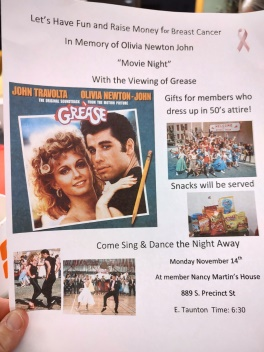 Let's Have Fun and Raise Money for Breast Cancer
In Memory of Olivia Newton John
"Movie Night"
With the Viewing of Grease
JOHN TRAVOLTA OLIVIA NEWTON-JOHN
THE ORIGINAL SOUNDTRACK FROM THE MOTION PICTURE
GREASE
Gifts for members who
dress up in 50's attire!
Snacks will be served
Come Sing & Dance the Night Away
Monday November 14th
At member Nancy Martin's House
889 S. Precinct St
E. Taunton Time: 6:30